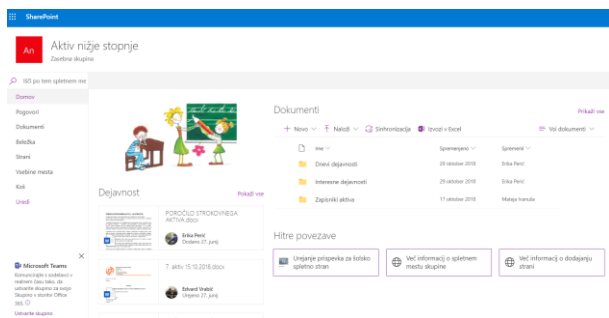 SharePoint
An
Aktiv nižje stopnje
Zasebna skupina
Išči po tem spletnem me
Domov
Pogovori
Dokumenti
Beležka
Strani
Vsebine mesta
Koš
Uredi
Dejavnost
Pokaži vse
POROČILO STROKOVNEGA
AKTIVA.docx
Erika Perić
Dodano 27. junij
7. aktiv 15.10.2018.docx
Edvard Vrabič
Urejeno 27. junij
Dokumenti
Prikaži vse
+ Novo
Naloži
Sinhronizacija
Izvozi v Excel
Vsi dokumenti
Ime
Spremenjeno
Spremenil
Dnevi dejavnosti
29 oktober 2018
Erika Perić
Interesne dejavnosti
29 oktober 2018
Erika Perić
Zapisniki aktiva
17 oktober 2018
Mateja
Hitre povezave
Urejanje prispevka za šolsko
spletno stran
Več informacij o spletnem
mestu skupine
Več informacij o dodajanju
strani
Microsoft Teams
Komunicirajte s sodelavci v
realnem času tako, da
ustvarite skupino za svojo
Skupino v storitvi Office
365.
Ustvarite skupino